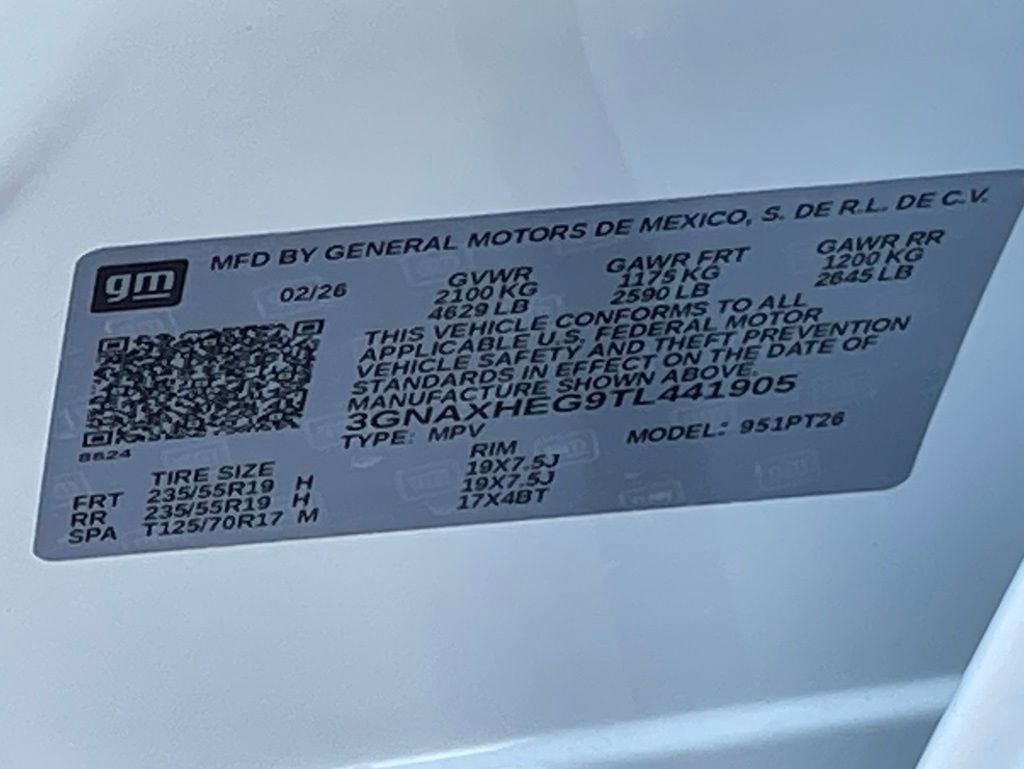 gm
MFD BY GENERAL MOTORS DE MEXICO, S. DE R.L. DE C.V.
02/26
GVWR
2100 KG
4629 LB
GAWR FRT
1175 KG
2590 LB
GAWR RR
1200 KG
2645 LB
THIS VEHICLE CONFORMS TO ALL
APPLICABLE U.S. FEDERAL MOTOR
VEHICLE SAFETY AND THEFT PREVENTION
STANDARDS IN EFFECT ON THE DATE OF
MANUFACTURE SHOWN ABOVE.
3GNAXHEG9TL441905
TYPE: MPV
MODEL: 951PT26
8824
TIRE SIZE RIM
FRT 235/55R19 H 19X7.5J
RR 235/55R19 H 19X7.5J
SPA T125/70R17 M 17X4BT